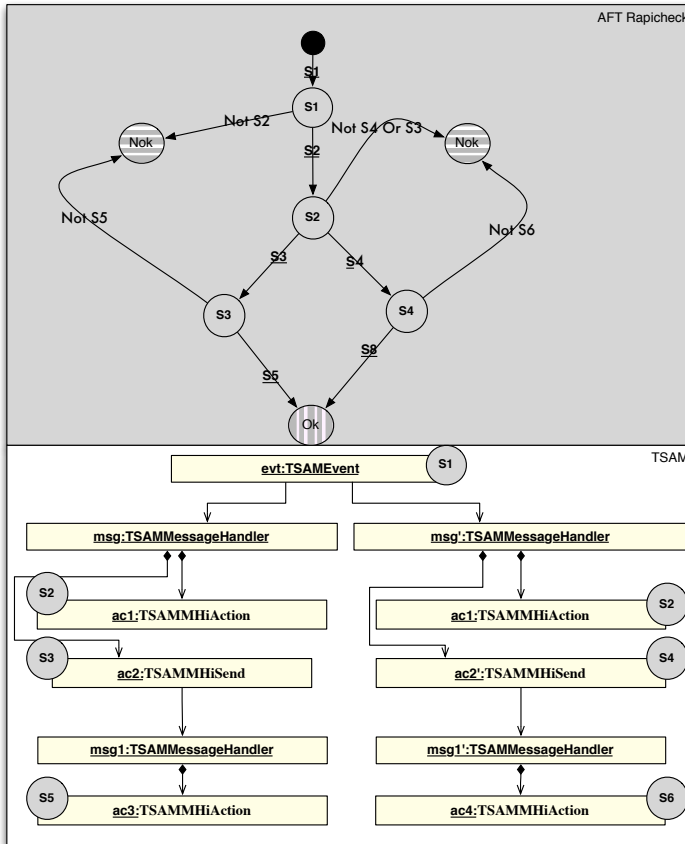 AFT Rapicheck
S1
S1
Not S2
Not S4 Or S3
Nok
S2
Nok
S2
Not S5
Not S6
S3
S4
S3
S4
S8
S5
Ok
TSAM
evt:TSAMEvent
S1
msg:TSAMMessageHandler
msg':TSAMMessageHandler
S2
ac1:TSAMMHiAction
ac1:TSAMMHiAction
S2
S3
ac2:TSAMMHiSend
ac2':TSAMMHiSend
S4
msg1:TSAMMessageHandler
msg1':TSAMMessageHandler
S5
ac3:TSAMMHiAction
ac4:TSAMMHiAction
S6